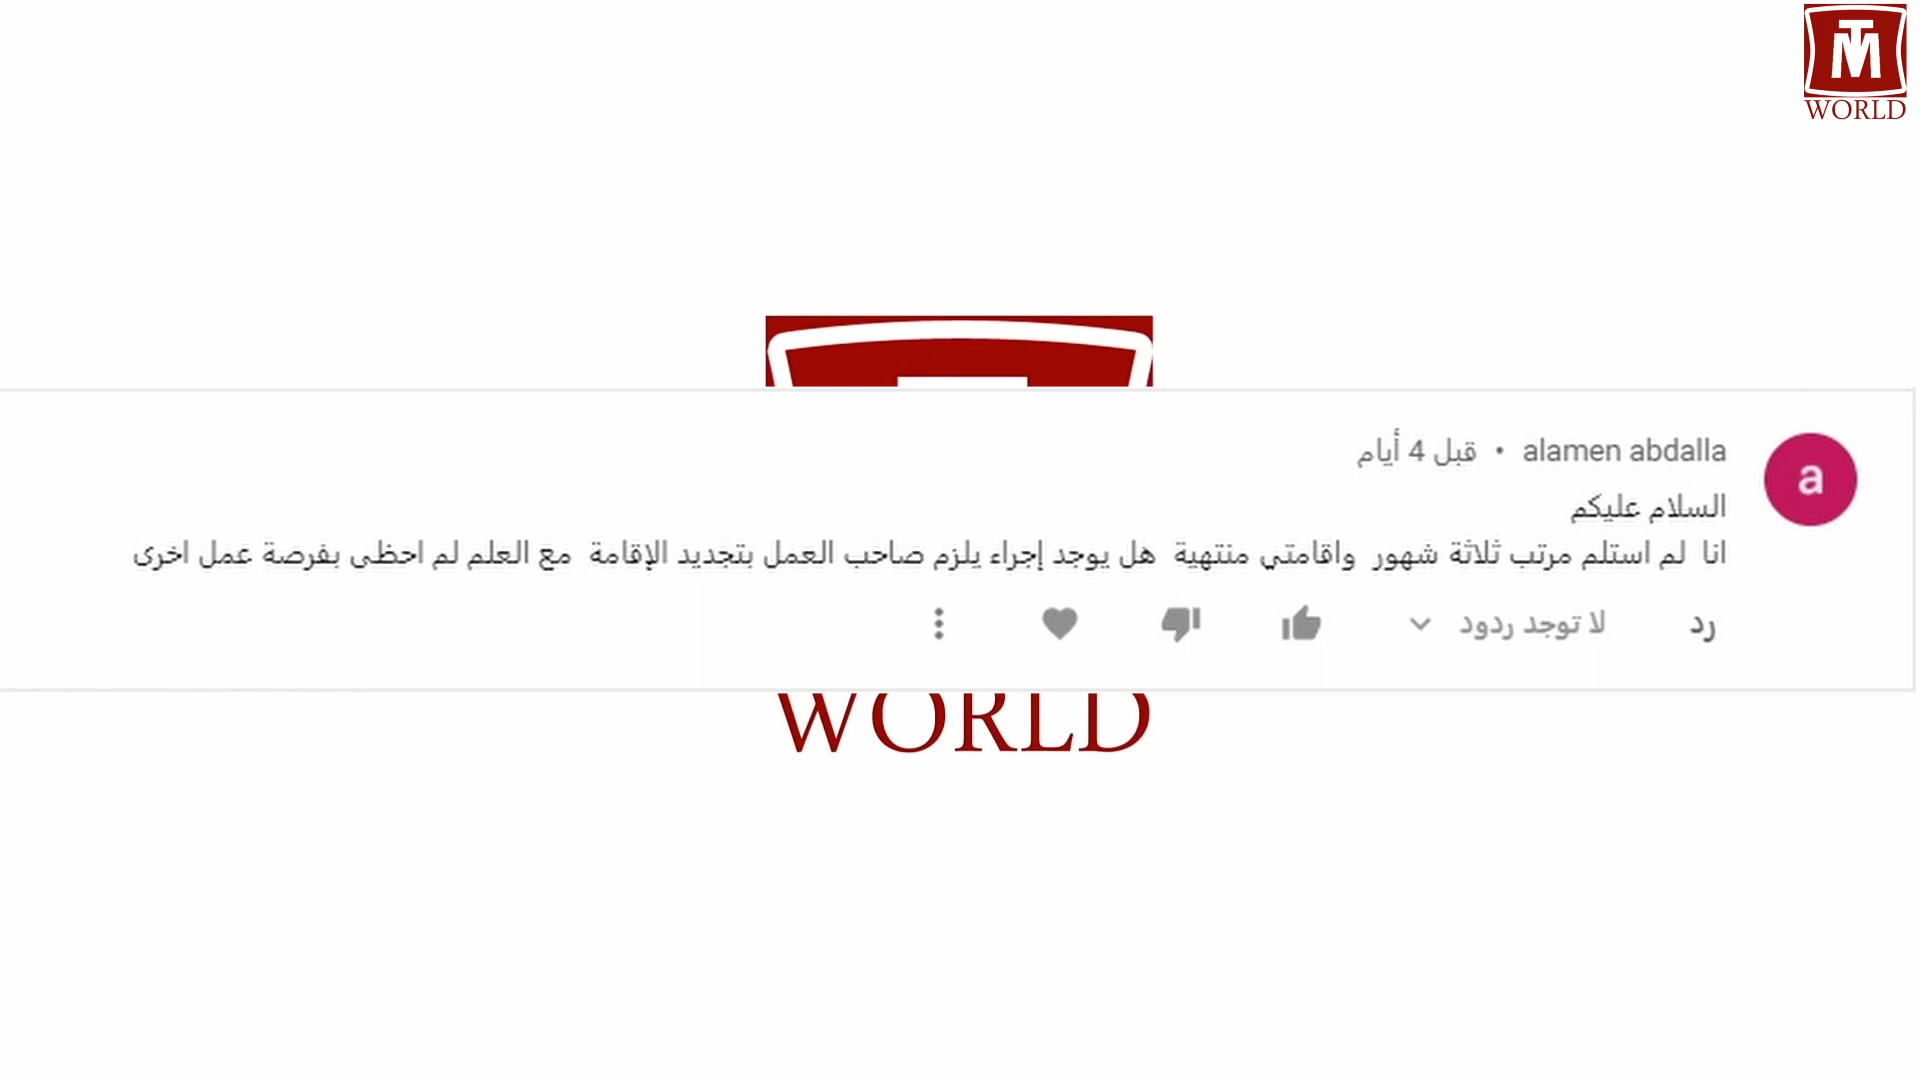 TM
WORLD
alamen abdalla • قبل 4 أيام
a
السلام عليكم
انا لم استلم مرتب ثلاثة شهور واقامتي منتهية هل يوجد إجراء يلزم صاحب العمل بتجديد الإقامة مع العلم لم احظى بفرصة عمل اخرى
رد
لا توجد ردود
WORLD